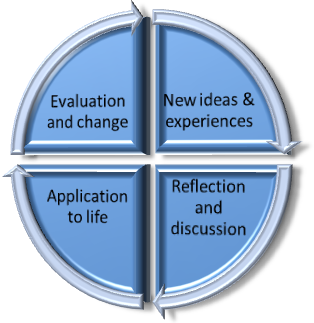 Evaluation
and change
New ideas &
experiences
Application
to life
Reflection
and
discussion